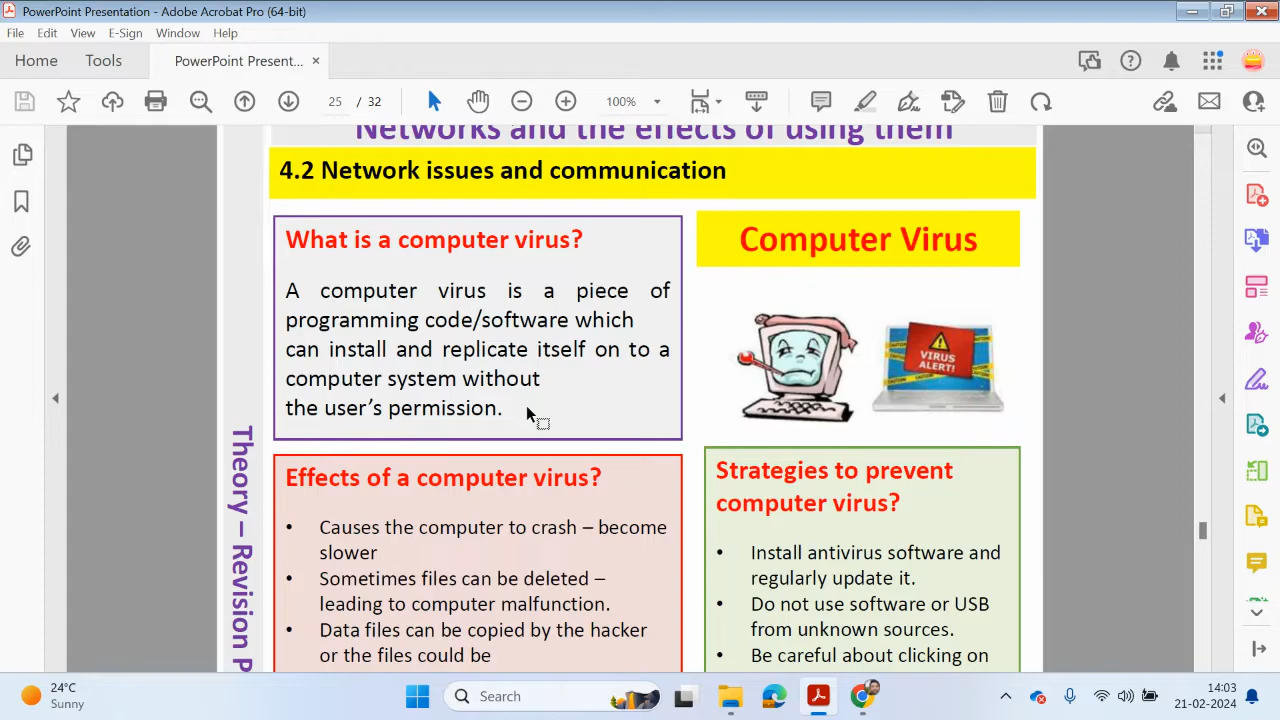 PowerPoint Presentation - Adobe Acrobat Pro (64-bit)
File Edit View E-Sign Window Help
Home Tools PowerPoint Present... ×
25 / 32 100%
Networks and the effects of using them
4.2 Network issues and communication
What is a computer virus?
A computer virus is a piece of
programming code/software which
can install and replicate itself on to a
computer system without
the user's permission.
Computer Virus
VIRUS
ALERT!
Effects of a computer virus?
• Causes the computer to crash – become
slower
• Sometimes files can be deleted –
leading to computer malfunction.
• Data files can be copied by the hacker
or the files could be
Strategies to prevent
computer virus?
• Install antivirus software and
regularly update it.
• Do not use software or USB
from unknown sources.
• Be careful about clicking on
Theory – Revision P
24°C
Sunny
Search
14:03
21-02-2024